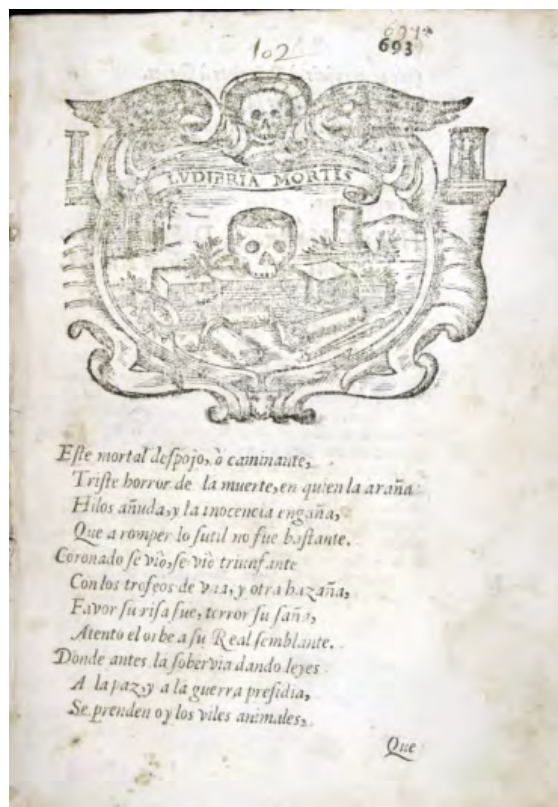 102
693
LVDIBRIA MORTIS
Este mortal despojo, ò caminante,
Triste horror de la muerte, en quien la araña
Hilos añuda, y la inocencia engaña,
Que a romper lo sutil no fue bastante.
Coronado se viò, se viò triunfante
Con los trofeos de vna, y otra hazaña,
Favor su risa fue, terror su saña,
Atento el orbe a su Real semblante.
Donde antes la sobervia dando leyes
A la paz, y a la guerra presidia,
Se prenden oy los viles animales,
Que